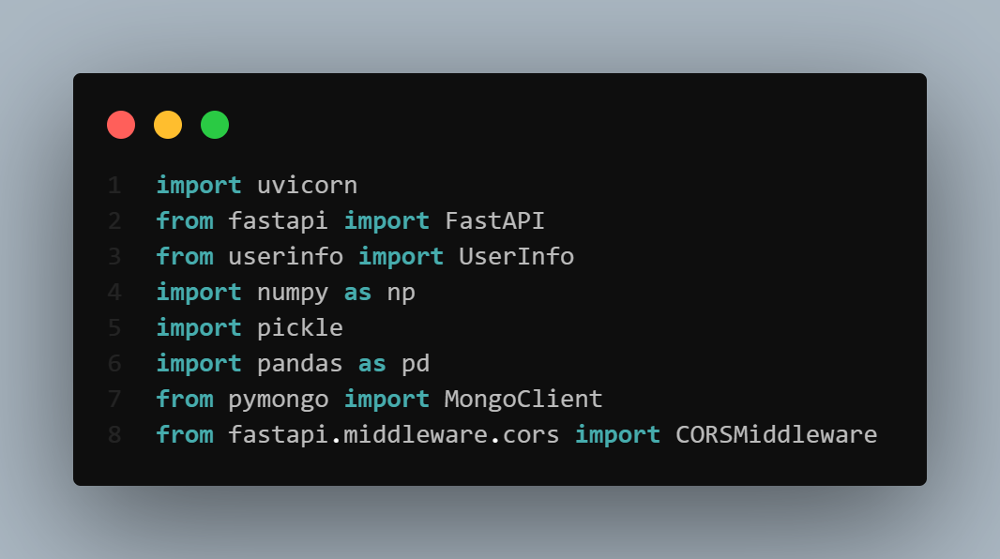 1 import uvicorn
2 from fastapi import FastAPI
3 from userinfo import UserInfo
4 import numpy as np
5 import pickle
6 import pandas as pd
7 from pymongo import MongoClient
8 from fastapi.middleware.cors import CORSMiddleware